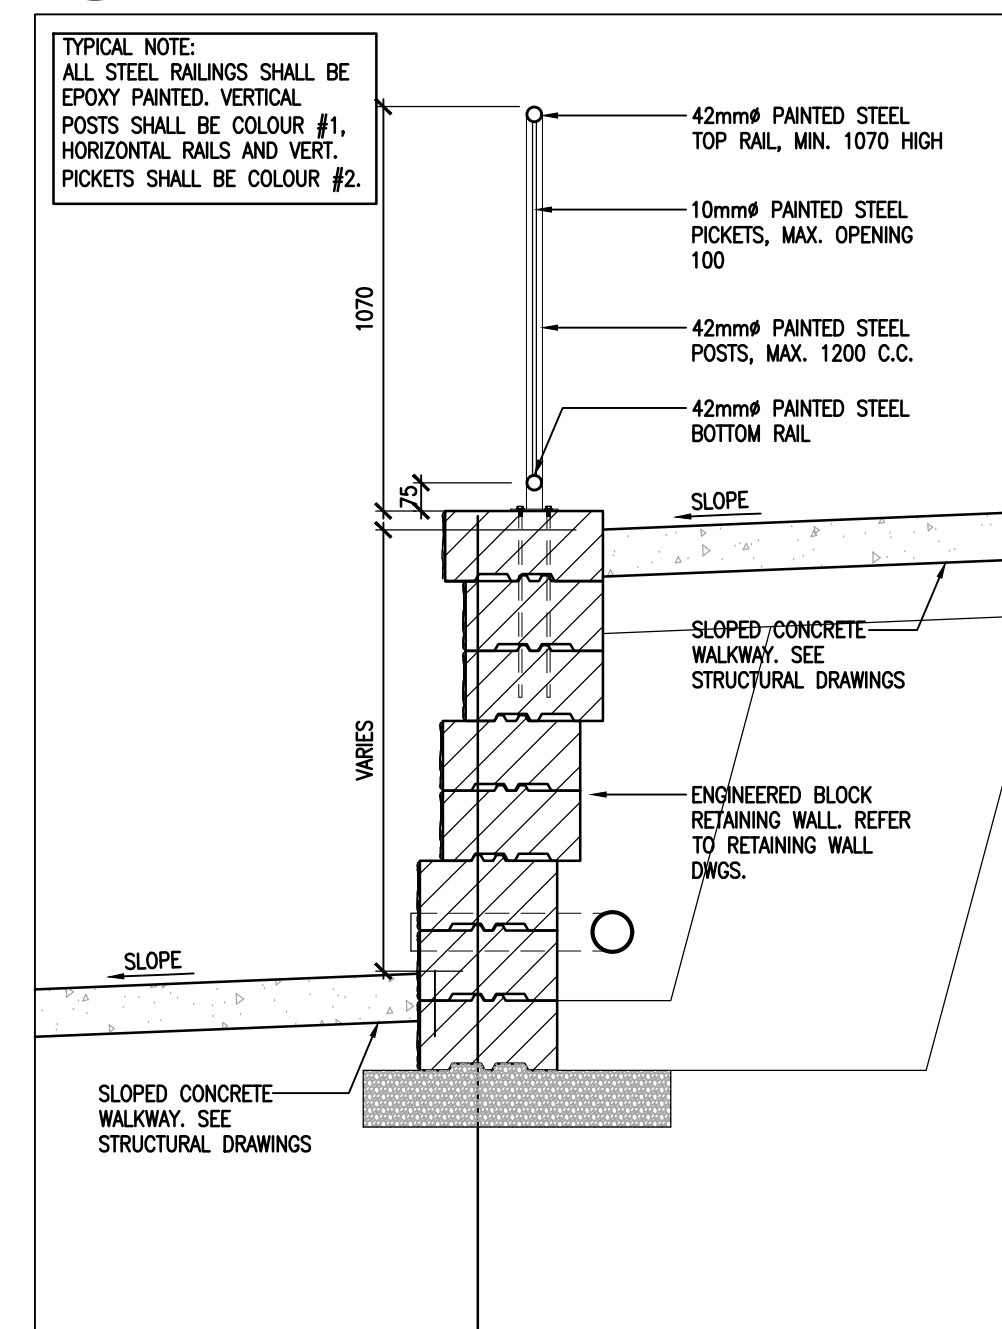 TYPICAL NOTE:
ALL STEEL RAILINGS SHALL BE
EPOXY PAINTED. VERTICAL
POSTS SHALL BE COLOUR #1,
HORIZONTAL RAILS AND VERT.
PICKETS SHALL BE COLOUR #2.
42mmø PAINTED STEEL
TOP RAIL, MIN. 1070 HIGH
10mmø PAINTED STEEL
PICKETS, MAX. OPENING
100
1070
42mmø PAINTED STEEL
POSTS, MAX. 1200 C.C.
42mmø PAINTED STEEL
BOTTOM RAIL
75
SLOPE
SLOPED CONCRETE
WALKWAY. SEE
STRUCTURAL DRAWINGS
VARIES
ENGINEERED BLOCK
RETAINING WALL. REFER
TO RETAINING WALL
DWGS.
SLOPE
SLOPED CONCRETE
WALKWAY. SEE
STRUCTURAL DRAWINGS